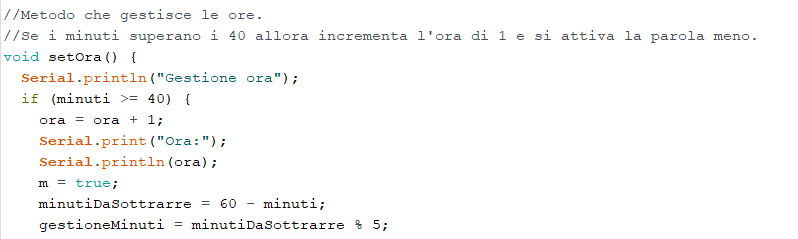 //Metodo che gestisce le ore.
//Se i minuti superano i 40 allora incrementa l'ora di 1 e si attiva la parola meno.
void setOra() {
  Serial.println("Gestione ora");
  if (minuti >= 40) {
    ora = ora + 1;
    Serial.print("Ora:");
    Serial.println(ora);
    m = true;
    minutiDaSottrarre = 60 - minuti;
    gestioneMinuti = minutiDaSottrarre % 5;